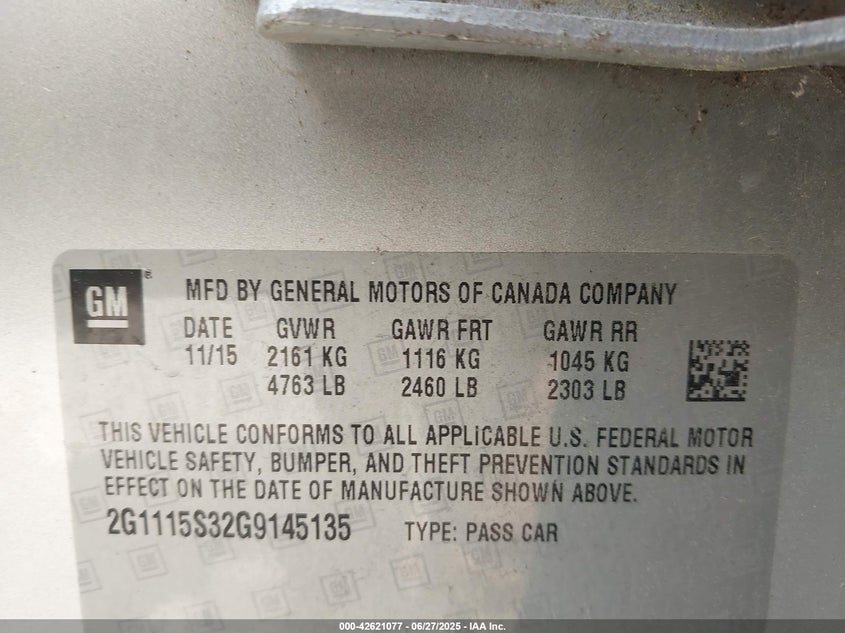 GM
MFD BY GENERAL MOTORS OF CANADA COMPANY
DATE GVWR GAWR FRT GAWR RR
11/15 2161 KG 1116 KG 1045 KG
4763 LB 2460 LB 2303 LB
THIS VEHICLE CONFORMS TO ALL APPLICABLE U.S. FEDERAL MOTOR
VEHICLE SAFETY, BUMPER, AND THEFT PREVENTION STANDARDS IN
EFFECT ON THE DATE OF MANUFACTURE SHOWN ABOVE.
2G1115S32G9145135 TYPE: PASS CAR
000-42621077 - 06/27/2025 - IAA Inc.